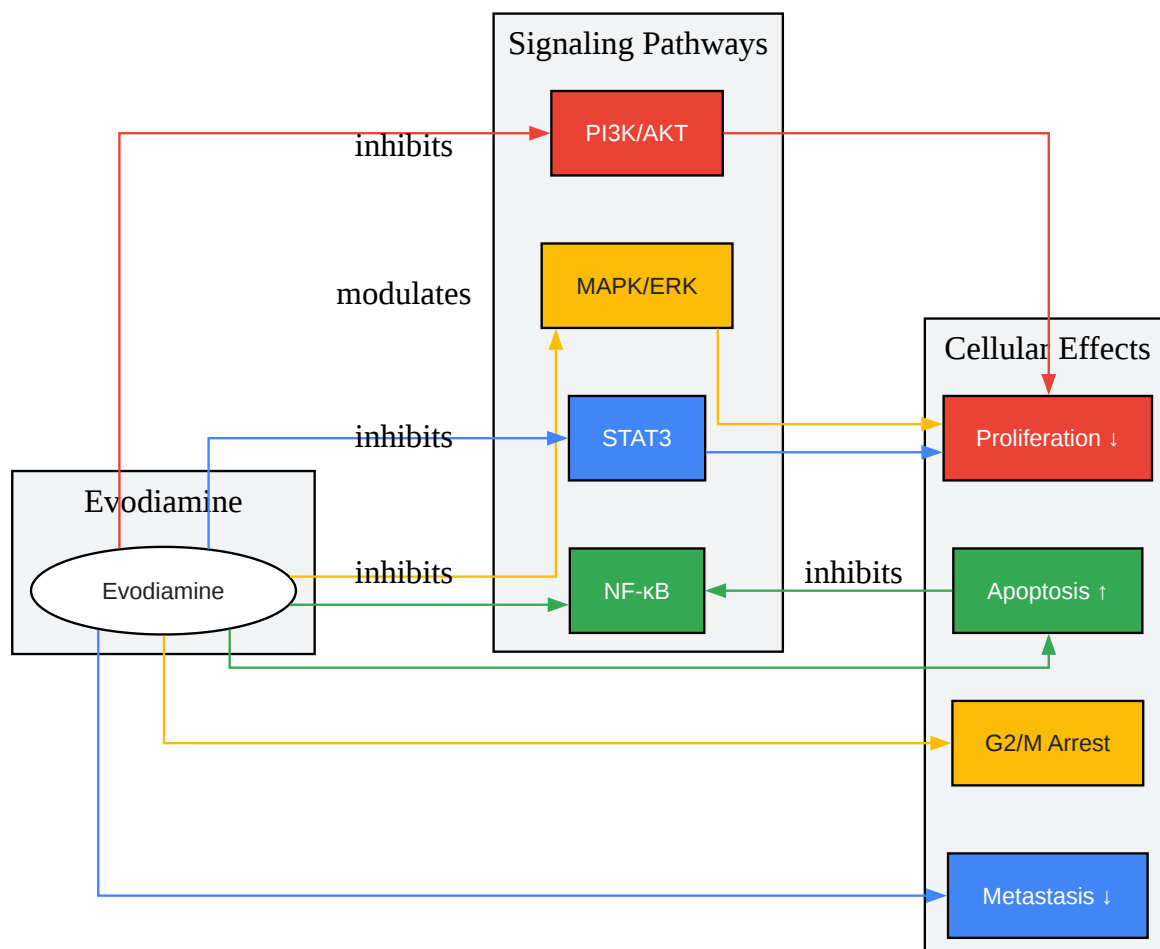 Signaling Pathways
PI3K/AKT
inhibits
MAPK/ERK
modulates
Cellular Effects
inhibits
STAT3
Proliferation ↓
Evodiamine
Evodiamine
inhibits
NF-κB
inhibits
Apoptosis ↑
G2/M Arrest
Metastasis ↓